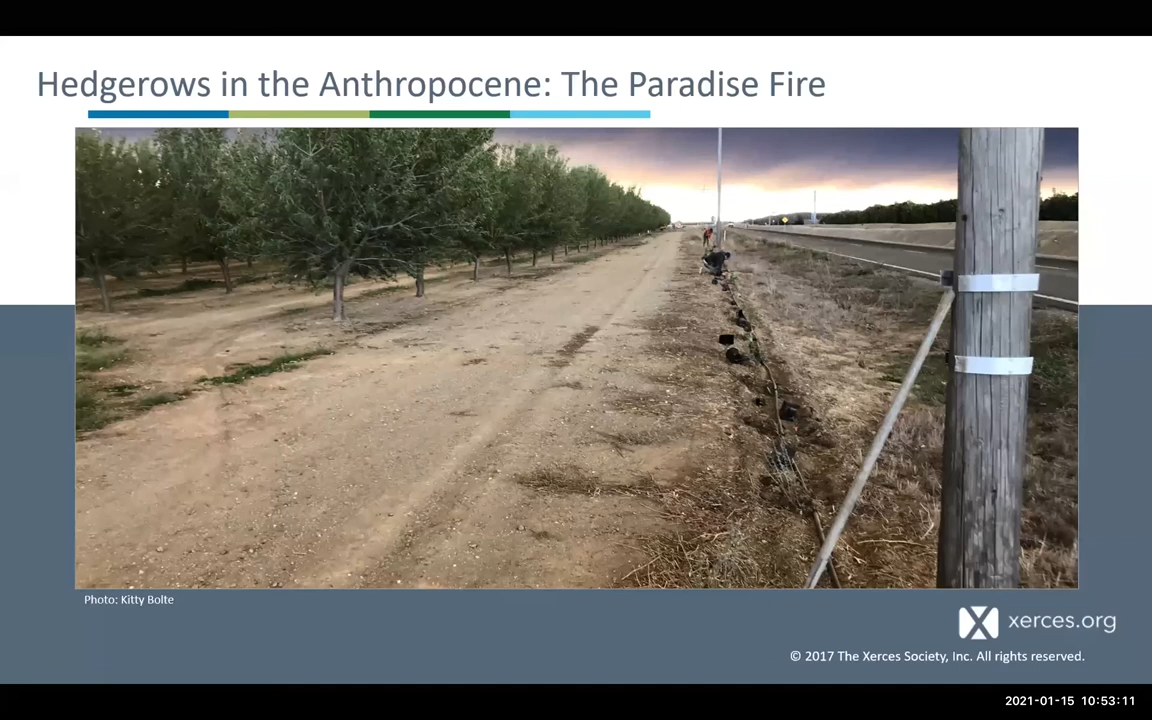 Hedgerows in the Anthropocene: The Paradise Fire
Photo: Kitty Bolte
xerces.org
© 2017 The Xerces Society, Inc. All rights reserved.
2021-01-15 10:53:11